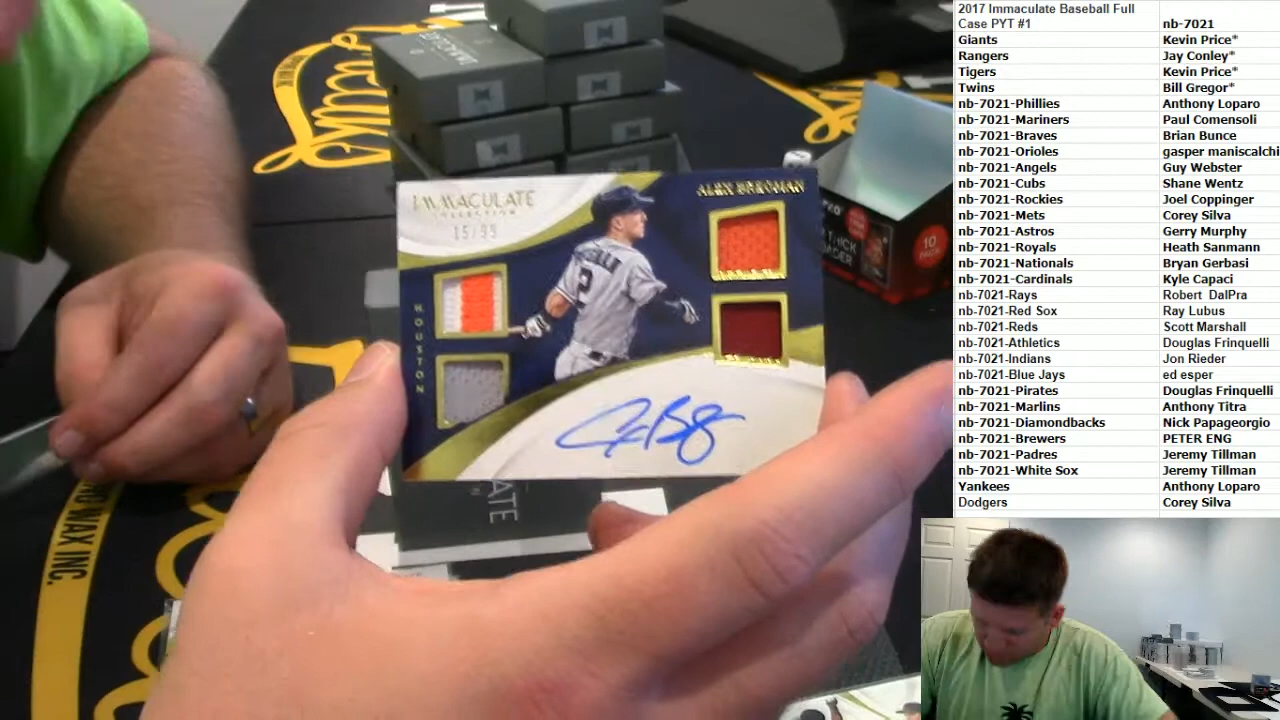 2017 Immaculate Baseball Full
Case PYT #1 nb-7021
Giants Kevin Price*
Rangers Jay Conley*
Tigers Kevin Price*
Twins Bill Gregor*
nb-7021-Phillies Anthony Loparo
nb-7021-Mariners Paul Comensoli
nb-7021-Braves Brian Bunce
nb-7021-Orioles gasper maniscalchi
nb-7021-Angels Guy Webster
nb-7021-Cubs Shane Wentz
nb-7021-Rockies Joel Coppinger
nb-7021-Mets Corey Silva
nb-7021-Astros Gerry Murphy
nb-7021-Royals Heath Sanmann
nb-7021-Nationals Bryan Gerbasi
nb-7021-Cardinals Kyle Capaci
nb-7021-Rays Robert DalPra
nb-7021-Red Sox Ray Lubus
nb-7021-Reds Scott Marshall
nb-7021-Athletics Douglas Frinquelli
nb-7021-Indians Jon Rieder
nb-7021-Blue Jays ed esper
nb-7021-Pirates Douglas Frinquelli
nb-7021-Marlins Anthony Titra
nb-7021-Diamondbacks Nick Papageorgio
nb-7021-Brewers PETER ENG
nb-7021-Padres Jeremy Tillman
nb-7021-White Sox Jeremy Tillman
Yankees Anthony Loparo
Dodgers Corey Silva
IMMACULATE
COLLECTION
15/99
ALEX BREGMAN
HOUSTON
2
10
WAX INC.